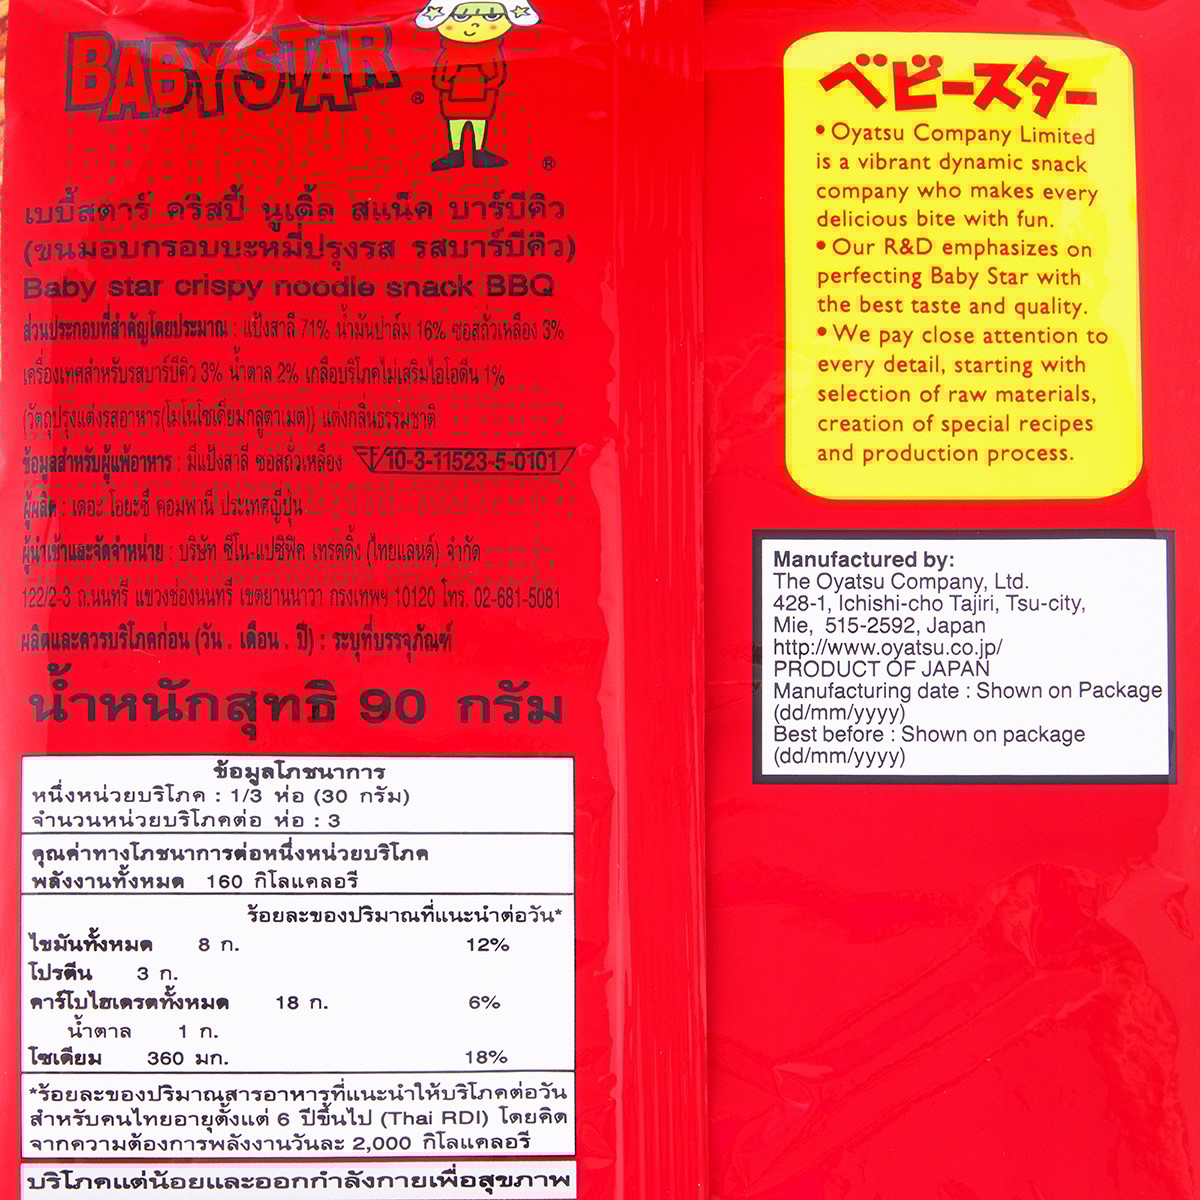 BABY STAR
®
®
เบบี้สตาร์ คริสปี้ นูเดิ้ล สแน็ค บาร์บีคิว
(ขนมอบกรอบบะหมี่ปรุงรส รสบาร์บีคิว)
Baby star crispy noodle snack BBQ
ส่วนประกอบที่สำคัญโดยประมาณ : แป้งสาลี 71% น้ำมันปาล์ม 16% ซอสถั่วเหลือง 3%
เครื่องเทศสำหรับรสบาร์บีคิว 3% น้ำตาล 2% เกลือบริโภคไม่เสริมไอโอดีน 1%
(วัตถุปรุงแต่งรสอาหาร(โมโนโซเดียมกลูตาเมต)) แต่งกลิ่นธรรมชาติ
ข้อมูลสำหรับผู้แพ้อาหาร : มีแป้งสาลี ซอสถั่วเหลือง 10-3-11523-5-0101
ผู้ผลิต : เดอะ โอยะซึ คอมพานี ประเทศญี่ปุ่น
ผู้นำเข้าและจัดจำหน่าย : บริษัท ซีโน-แปซิฟิค เทรดดิ้ง (ไทยแลนด์) จำกัด
122/2-3 ถ.นนทรี แขวงช่องนนทรี เขตยานนาวา กรุงเทพฯ 10120 โทร. 02-681-5081
ผลิตและควรบริโภคก่อน (วัน . เดือน . ปี) : ระบุที่บรรจุภัณฑ์
น้ำหนักสุทธิ 90 กรัม
ข้อมูลโภชนาการ
หนึ่งหน่วยบริโภค : 1/3 ห่อ (30 กรัม)
จำนวนหน่วยบริโภคต่อ ห่อ : 3
คุณค่าทางโภชนาการต่อหนึ่งหน่วยบริโภค
พลังงานทั้งหมด 160 กิโลแคลอรี
ร้อยละของปริมาณที่แนะนำต่อวัน*
ไขมันทั้งหมด 8 ก. 12%
โปรตีน 3 ก.
คาร์โบไฮเดรตทั้งหมด 18 ก. 6%
น้ำตาล 1 ก.
โซเดียม 360 มก. 18%
*ร้อยละของปริมาณสารอาหารที่แนะนำให้บริโภคต่อวัน
สำหรับคนไทยอายุตั้งแต่ 6 ปีขึ้นไป (Thai RDI) โดยคิด
จากความต้องการพลังงานวันละ 2,000 กิโลแคลอรี
บริโภคแต่น้อยและออกกำลังกายเพื่อสุขภาพ
ベビースター
• Oyatsu Company Limited
is a vibrant dynamic snack
company who makes every
delicious bite with fun.
• Our R&D emphasizes on
perfecting Baby Star with
the best taste and quality.
• We pay close attention to
every detail, starting with
selection of raw materials,
creation of special recipes
and production process.
Manufactured by:
The Oyatsu Company, Ltd.
428-1, Ichishi-cho Tajiri, Tsu-city,
Mie, 515-2592, Japan
http://www.oyatsu.co.jp/
PRODUCT OF JAPAN
Manufacturing date : Shown on Package
(dd/mm/yyyy)
Best before : Shown on package
(dd/mm/yyyy)